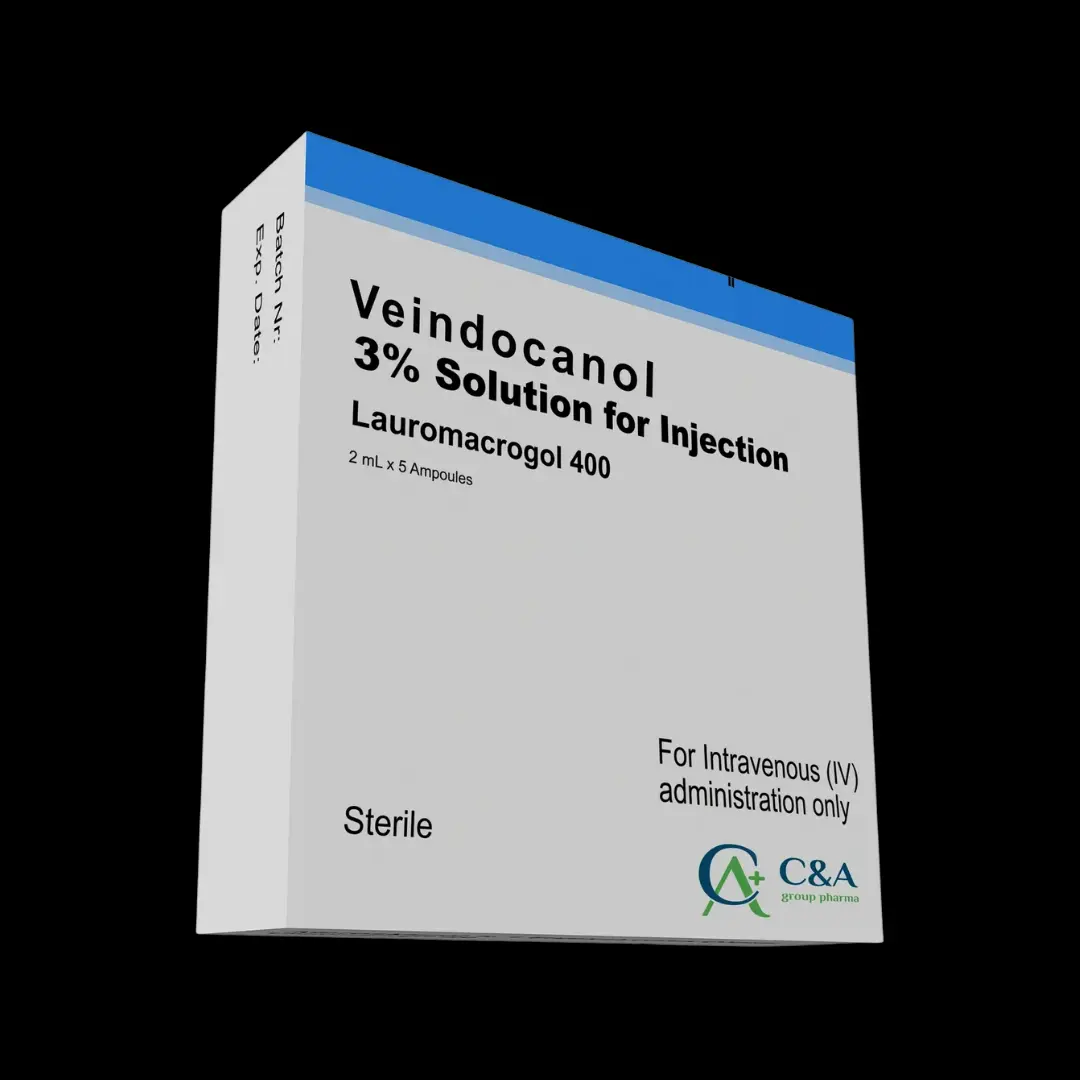 Batch Nr:
Exp. Date:
Veindocanol
3% Solution for Injection
Lauromacrogol 400
2 mL x 5 Ampoules
For Intravenous (IV)
administration only
Sterile
C&A
group pharma